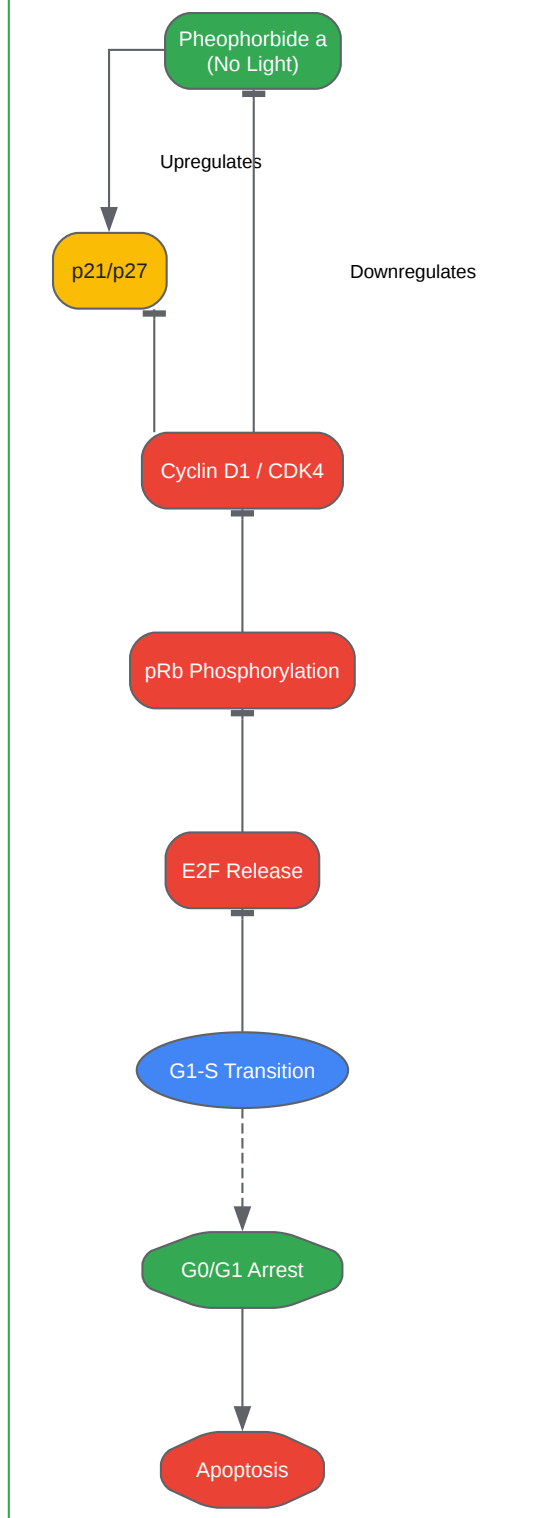 Pheophorbide a
(No Light)
Upregulates
p21/p27
Downregulates
Cyclin D1 / CDK4
pRb Phosphorylation
E2F Release
G1-S Transition
G0/G1 Arrest
Apoptosis